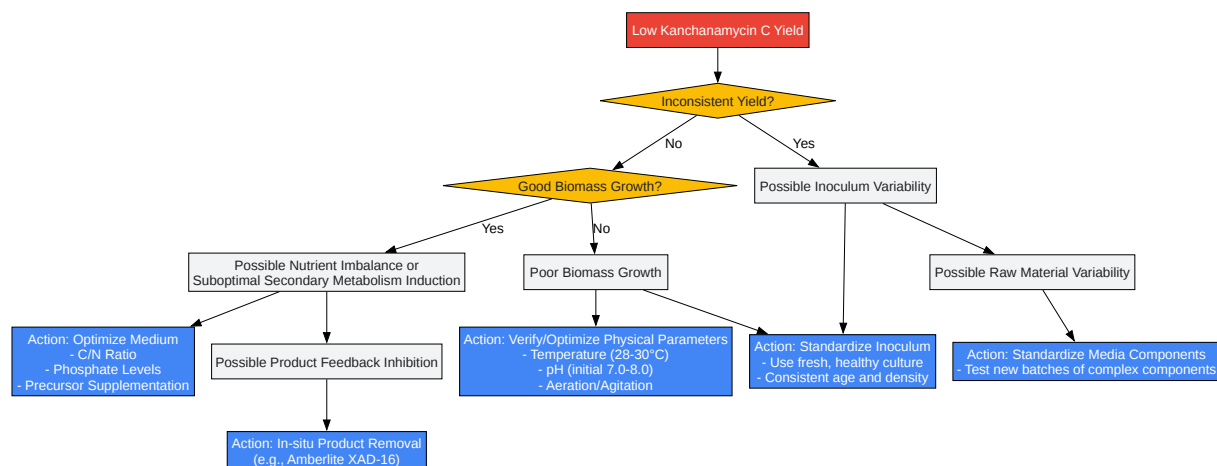 Low Kanchanamycin C Yield
Inconsistent Yield?
No
Yes
Good Biomass Growth?
Possible Inoculum Variability
Yes
No
Possible Nutrient Imbalance or
Suboptimal Secondary Metabolism Induction
Poor Biomass Growth
Possible Raw Material Variability
Action: Optimize Medium
- C/N Ratio
- Phosphate Levels
- Precursor Supplementation
Possible Product Feedback Inhibition
Action: Verify/Optimize Physical Parameters
- Temperature (28-30°C)
- pH (initial 7.0-8.0)
- Aeration/Agitation
Action: Standardize Inoculum
- Use fresh, healthy culture
- Consistent age and density
Action: Standardize Media Components
- Test new batches of complex components
Action: In-situ Product Removal
(e.g., Amberlite XAD-16)